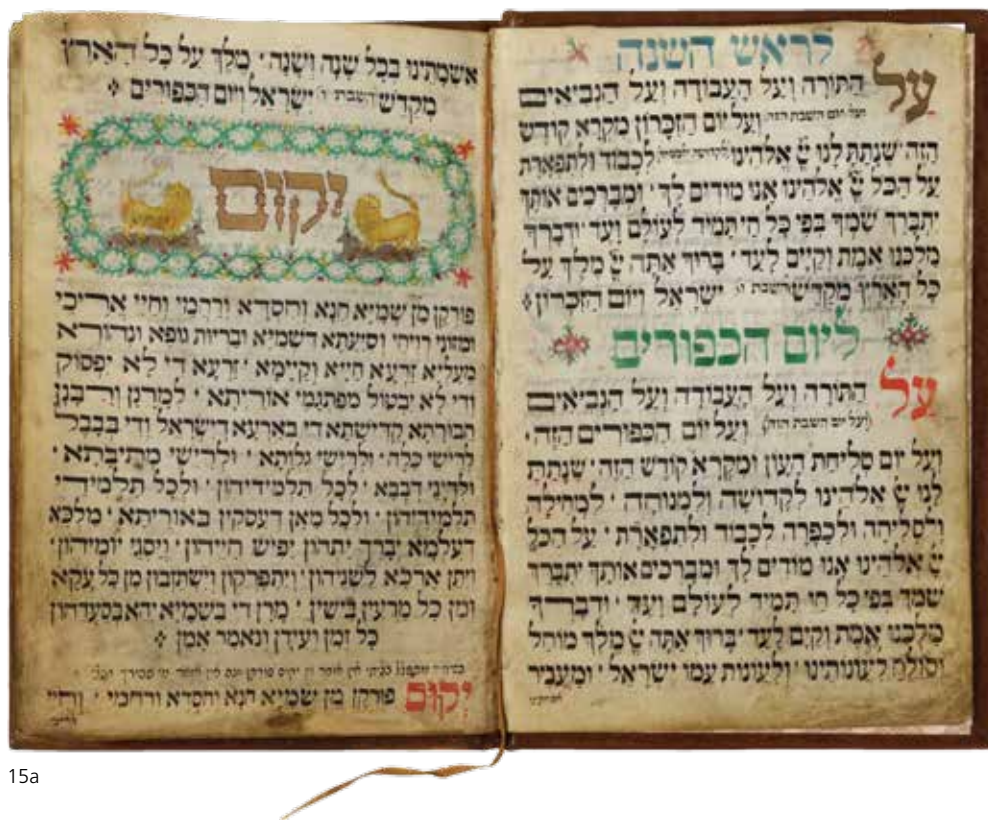 לראש השנה
על התורה ועל העבודה ועל הנביאים
ועל יום השבת הזה ועל יום הזכרון מקרא קודש
הזה שנתת לנו יי אלהינו לכבוד ולתפארת
על הכל יי אלהינו אנו מודים לך ומברכים אותך
יתברך שמך בפי כל חי תמיד לעולם ועד ודברך
מלכנו אמת וקיים לעד ברוך אתה יי מלך על
כל הארץ מקדש השבת ו ישראל ויום הזכרון
ליום הכפורים
על התורה ועל העבודה ועל הנביאים
(ועל יום השבת הזה) ועל יום הכפורים הזה
ועל יום סליחת העון ומקרא קודש הזה שנתת
לנו יי אלהינו לקדושה ולמנוחה למחילה
ולסליחה ולכפרה לכבוד ולתפארת על הכל
יי אלהינו אנו מודים לך ומברכים אותך יתברך
שמך בפי כל חי תמיד לעולם ועד ודברך
מלכנו אמת וקים לעד ברוך אתה יי מלך מוחל
וסולח לעונותינו ולעונות עמו ישראל ומעביר
אשמתינו בכל שנה ושנה מלך על כל הארץ
מקדש השבת ו ישראל ויום הכפורים
יקום
פורקן מן שמיא חנא וחסדא ורחמי וחיי אריכי
ומזוני רויחי וסיעתא דשמיא ובריות גופא ונהורא
מעליא זרעא חייא וקיימא זרעא די לא יפסוק
ודי לא יבטול מפתגמי אוריתא למרנן ורבנן
חבורתא קדישתא די בארעא דישראל ודי בבבל
לרישי כלה ולרישי גלותא ולרישי מתיבתא
ולדיני דבבא לכל תלמידיהון ולכל תלמידי
תלמידיהון ולכל מאן דעסקין באוריתא מלכא
דעלמא יברך יתהון יפיש חייהון ויסגי יומיהון
ויתן ארכא לשניהון ויתפרקון וישתזבון מן כל עקא
ומן כל מרעין בישין מרן די בשמיא יהא בסעדהון
כל זמן ועידן ונאמר אמן
יקום פורקן מן שמיא חנא וחסדא ורחמי וחיי
15a